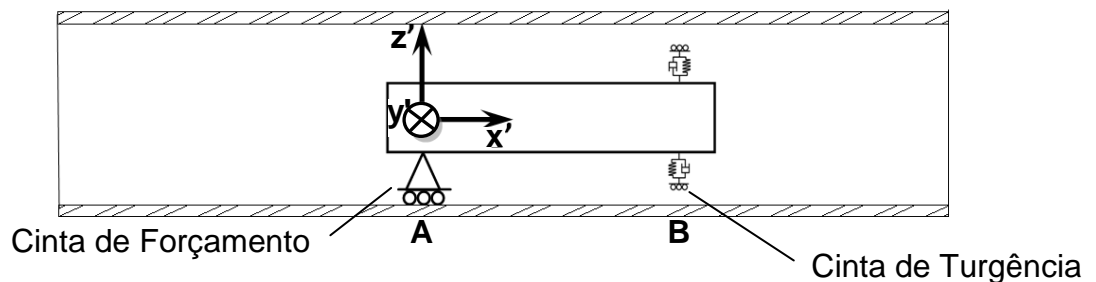 z’
y’
x’
A
B
Cinta de Forçamento
Cinta de Turgência